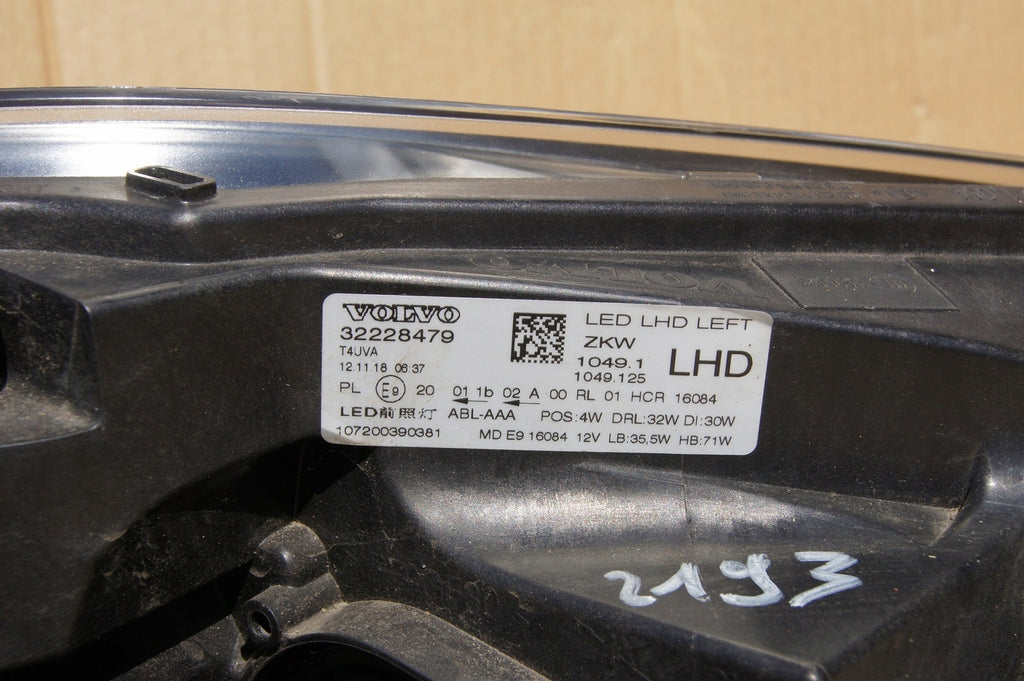 VOLVO
32228479
T4UVA
12.11.18 06:37
LED LHD LEFT
ZKW
1049.1
1049.125
LHD
PL E9 20 01 1b 02 A 00 RL 01 HCR 16084
LED前照灯 ABL-AAA POS:4W DRL:32W DI:30W
107200390381 MD E9 16084 12V LB:35,5W HB:71W
2193